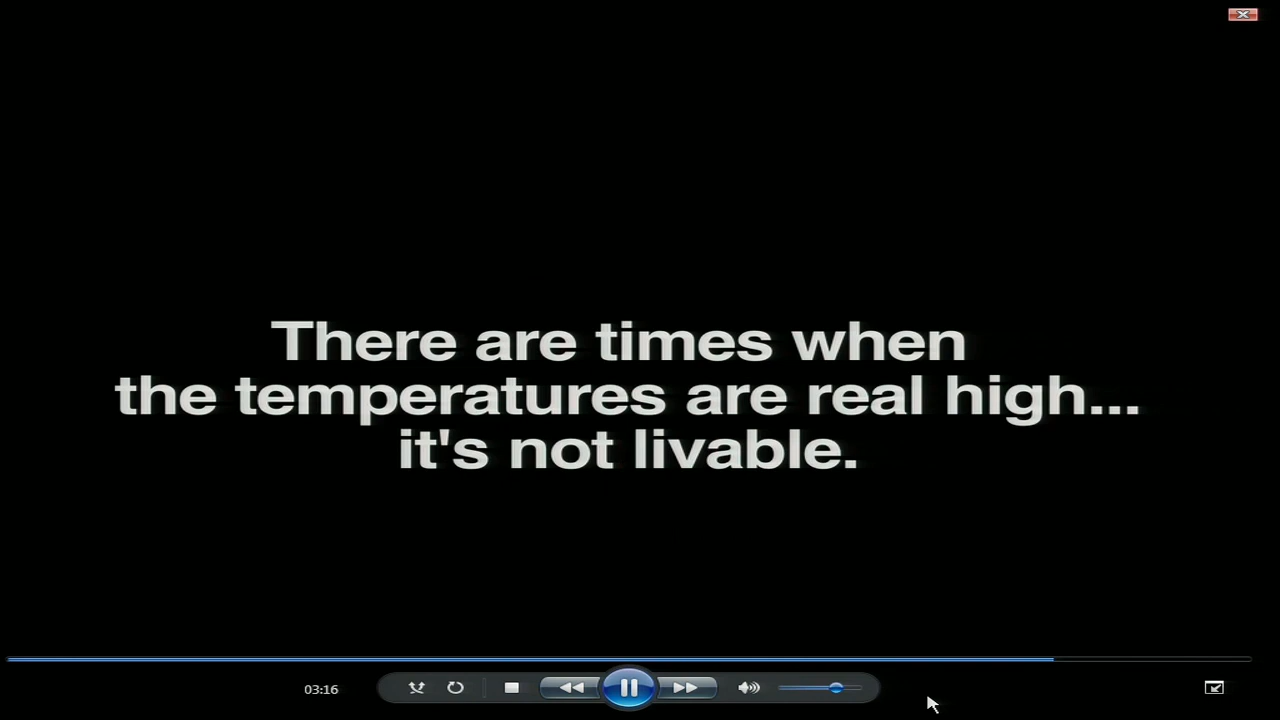 There are times when
the temperatures are real high...
it's not livable.
03:16